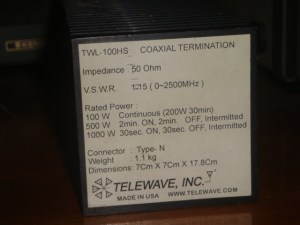 TWL-100HS COAXIAL TERMINATION
Impedance : 50 Ohm
V.S.W.R. 1:15 ( 0~2500MHz )
Rated Power :
100 W Continuous (200W 30min)
500 W 2min. ON, 2min. OFF, Intermitted
1000 W 30sec. ON, 30sec. OFF, Intermitted
Connector : Type- N
Weight : 1.1 kg
Dimensions: 7Cm X 7Cm X 17.8Cm
TELEWAVE, INC.
MADE IN USA WWW.TELEWAVE.COM